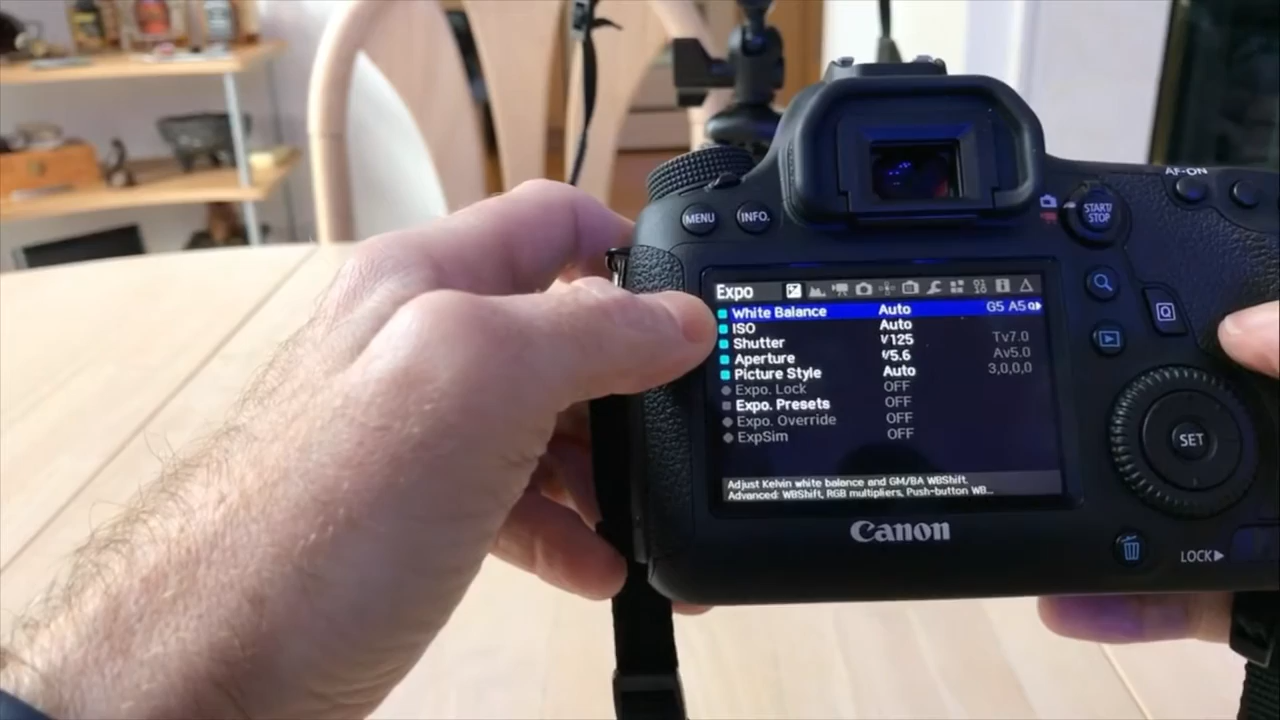 AF-ON
MENU
INFO.
START/
STOP
Q
Expo
White Balance Auto G5 A5
ISO Auto
Shutter 1/125 Tv7.0
Aperture f/5.6 Av5.0
Picture Style Auto 3,0,0,0
Expo. Lock OFF
Expo. Presets OFF
Expo. Override OFF
ExpSim OFF
Adjust Kelvin white balance and GM/BA WBShift.
Advanced: WBShift, RGB multipliers, Push-button WB...
SET
Canon
LOCK▶